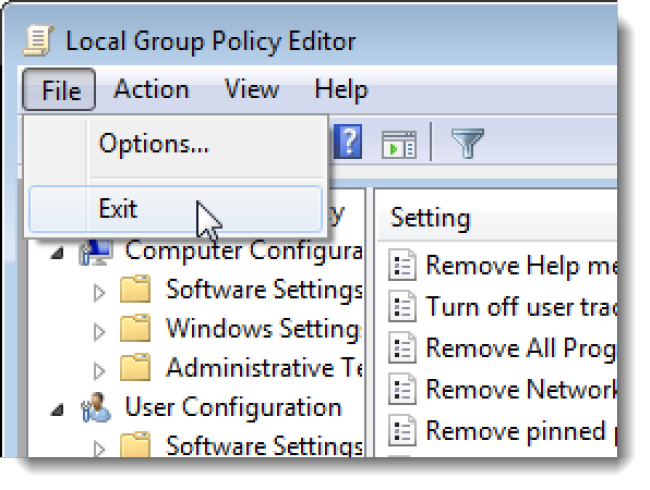 Local Group Policy Editor
File Action View Help
Options...
Exit
Setting
Computer Configura
Software Settings
Windows Setting
Administrative Te
User Configuration
Software Settings
Remove Help me
Turn off user trac
Remove All Prog
Remove Network
Remove pinned